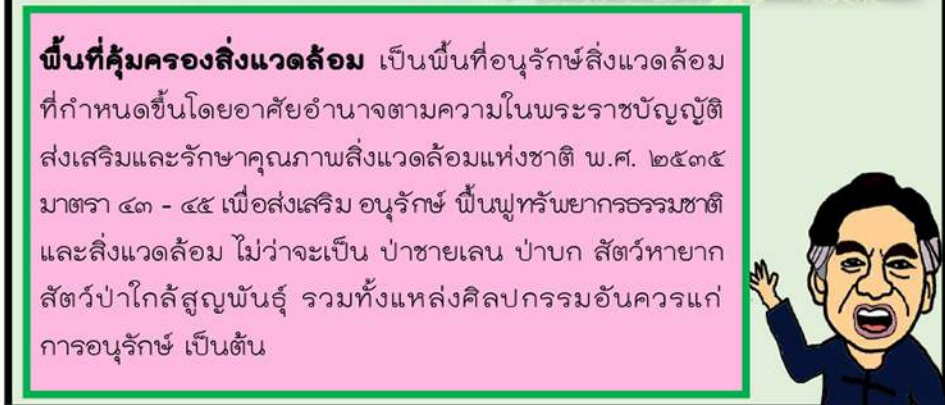 พื้นที่คุ้มครองสิ่งแวดล้อม เป็นพื้นที่อนุรักษ์สิ่งแวดล้อม
ที่กำหนดขึ้นโดยอาศัยอำนาจตามความในพระราชบัญญัติ
ส่งเสริมและรักษาคุณภาพสิ่งแวดล้อมแห่งชาติ พ.ศ. ๒๕๓๕
มาตรา ๔๓ - ๔๕ เพื่อส่งเสริม อนุรักษ์ ฟื้นฟูทรัพยากรธรรมชาติ
และสิ่งแวดล้อม ไม่ว่าจะเป็น ป่าชายเลน ป่าบก สัตว์หายาก
สัตว์ป่าใกล้สูญพันธุ์ รวมทั้งแหล่งศิลปกรรมอันควรแก่
การอนุรักษ์ เป็นต้น